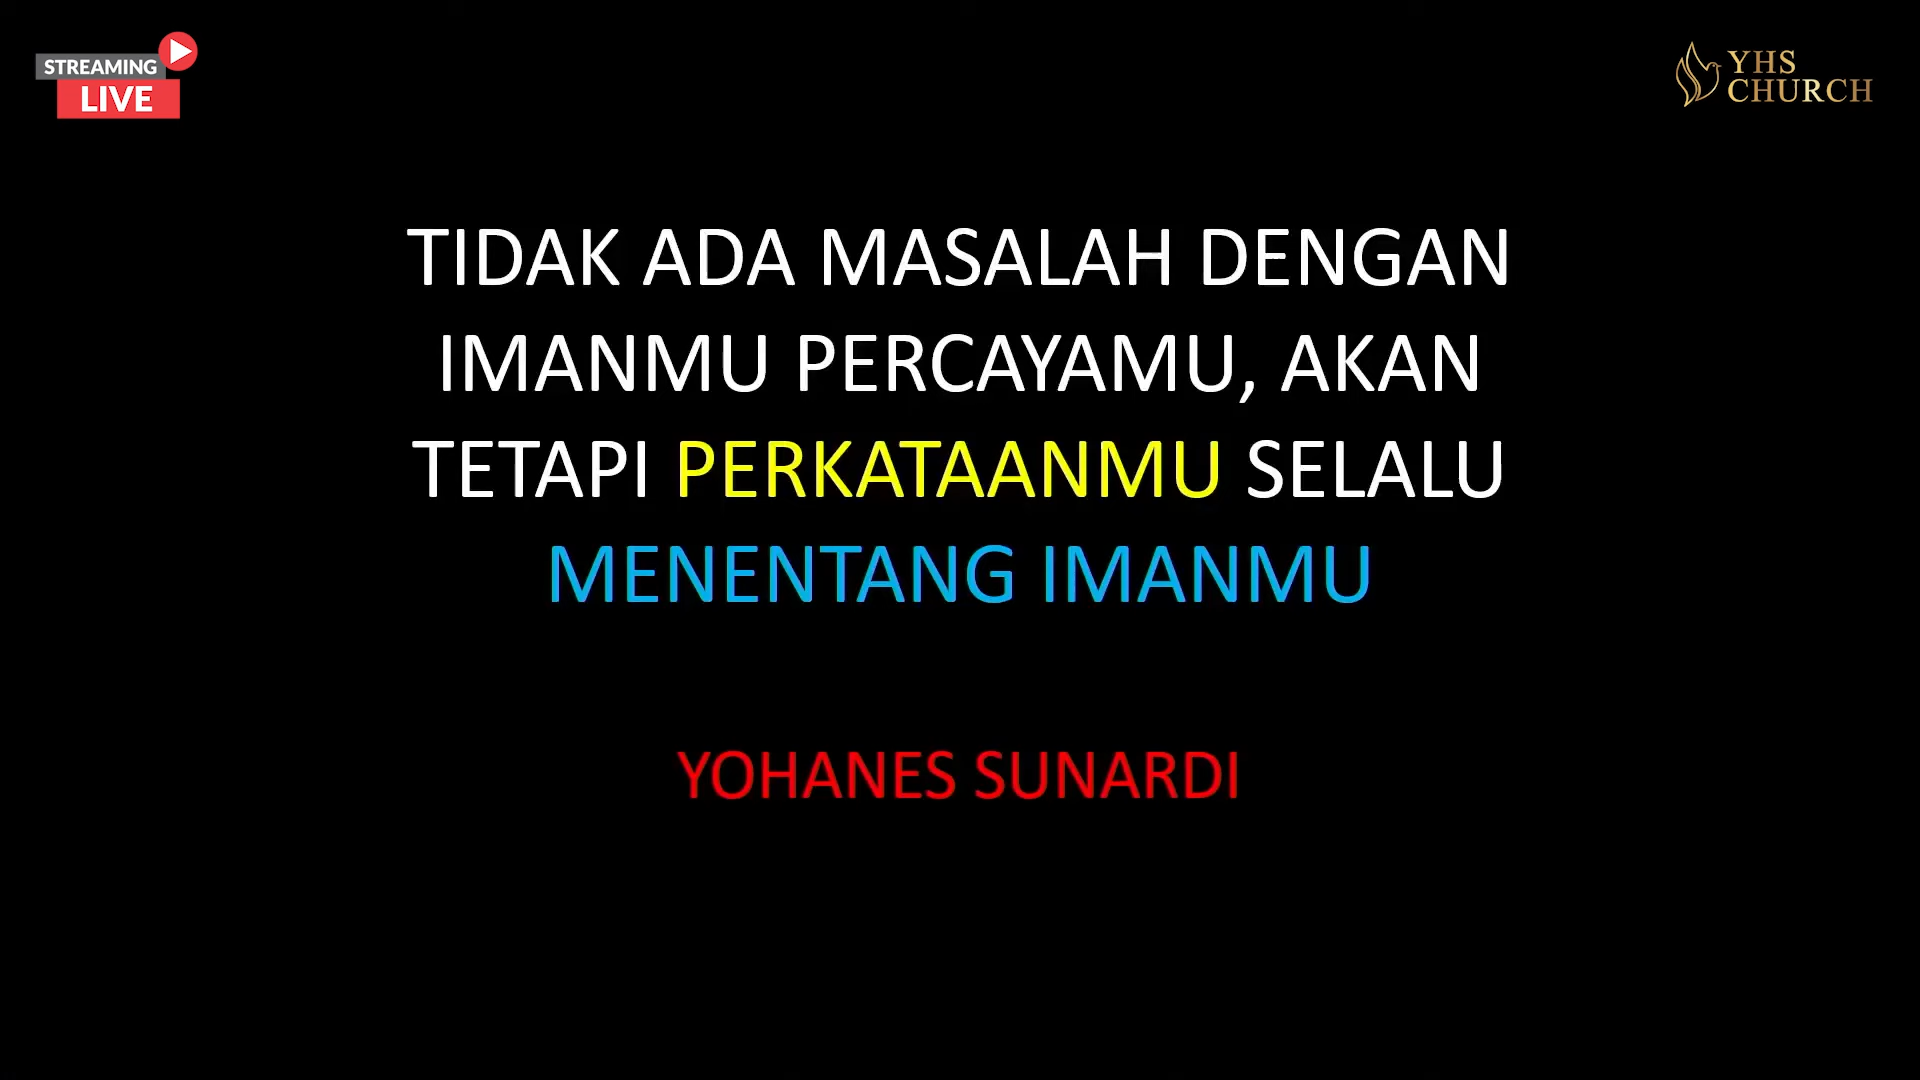 STREAMING
LIVE
YHS
CHURCH
TIDAK ADA MASALAH DENGAN
IMANMU PERCAYAMU, AKAN
TETAPI PERKATAANMU SELALU
MENENTANG IMANMU
YOHANES SUNARDI